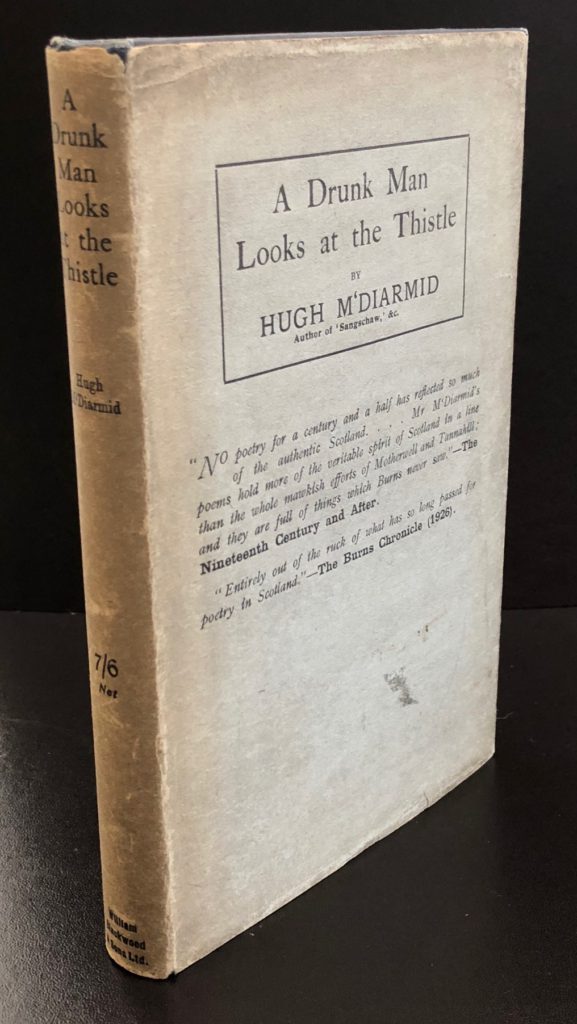 A
Drunk
Man
Looks
at the
Thistle
Hugh
M'Diarmid
7/6
Net
William
Blackwood
& Sons Ltd.
A Drunk Man
Looks at the Thistle
BY
HUGH M‘DIARMID
Author of ‘Sangschaw,’ &c.
"NO poetry for a century and a half has reflected so much
of the authentic Scotland. . . . Mr M‘Diarmid's
poems hold more of the veritable spirit of Scotland in a line
than the whole mawkish efforts of Motherwell and Tannahill;
and they are full of things which Burns never saw."—The
Nineteenth Century and After.
"Entirely out of the ruck of what has so long passed for
poetry in Scotland."—The Burns Chronicle (1926).